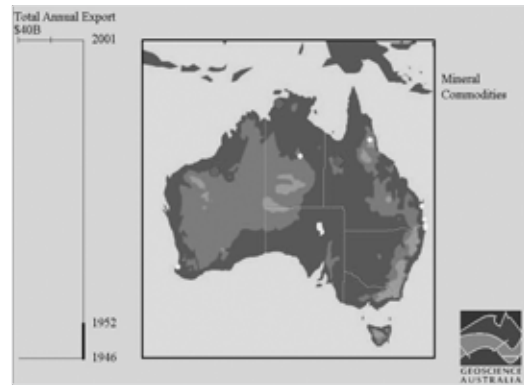 Total Annual Export
$40B
2001
Mineral
Commodities
1952
1946
GEOSCIENCE
AUSTRALIA